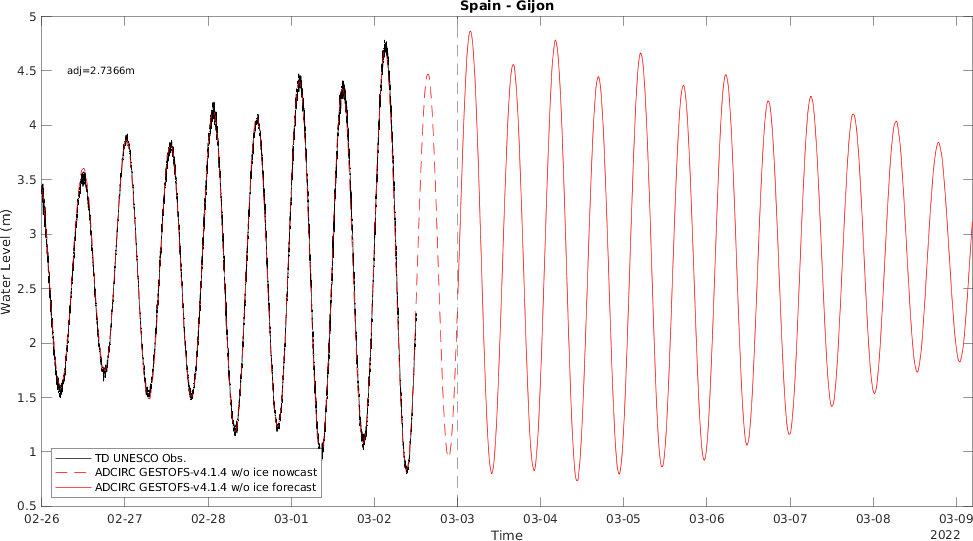 Spain - Gijon
5
4.5
4
3.5
3
2.5
2
1.5
1
0.5
Water Level (m)
adj=2.7366m
TD UNESCO Obs.
ADCIRC GESTOFS-v4.1.4 w/o ice nowcast
ADCIRC GESTOFS-v4.1.4 w/o ice forecast
02-26 02-27 02-28 03-01 03-02 03-03 03-04 03-05 03-06 03-07 03-08 03-09
Time
2022